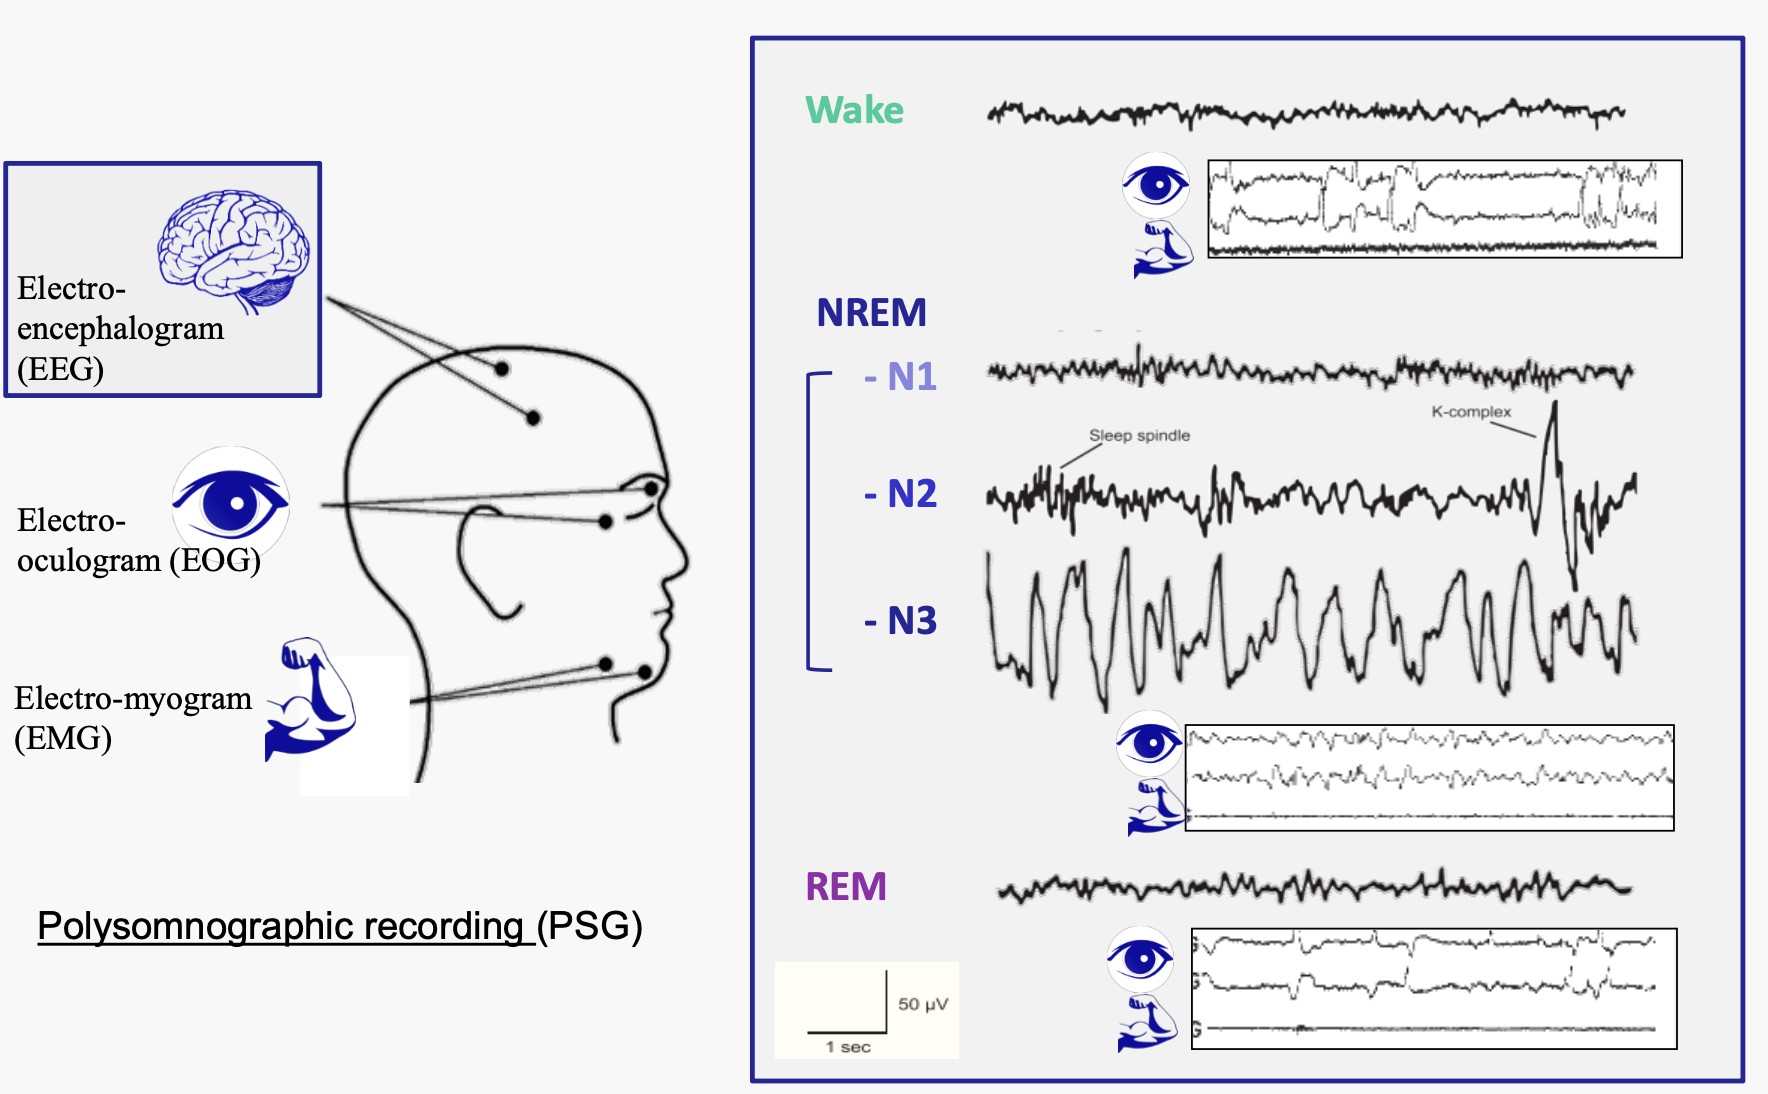 Electro-
encephalogram
(EEG)
Electro-
oculogram (EOG)
Electro-myogram
(EMG)
Polysomnographic recording (PSG)
Wake
NREM
- N1
K-complex
Sleep spindle
- N2
- N3
REM
G
G
G
50 µV
1 sec